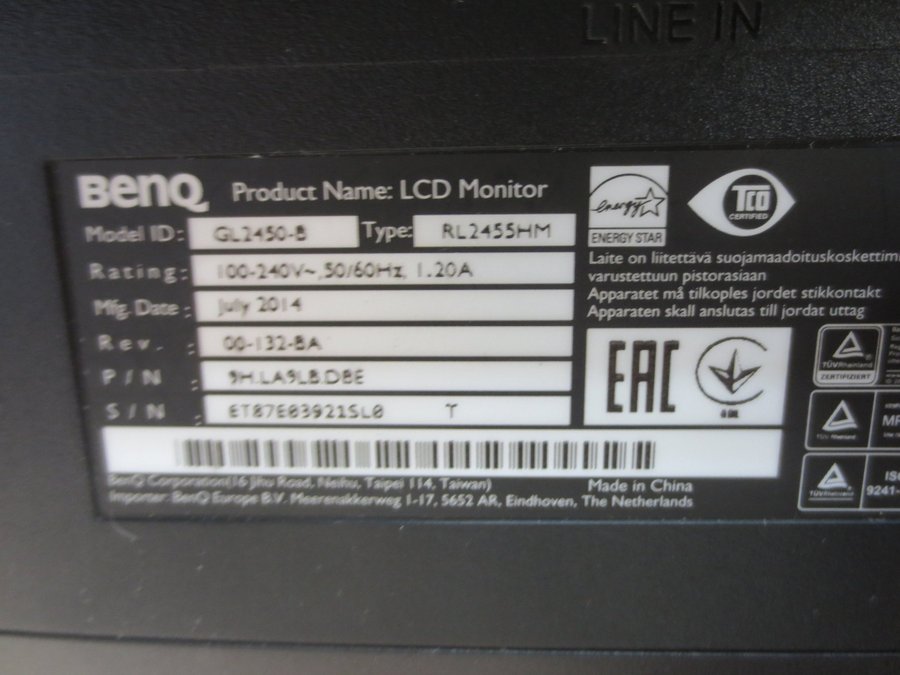 LINE IN
BenQ Product Name: LCD Monitor
Model ID: GL2450-B Type: RL2455HM
Rating: 100-240V~, 50/60Hz, 1.20A
Mfg. Date: July 2014
Rev. : 00-132-BA
P/N : 9H.LA9LB.DBE
S/N : ET87E03921SL0 T
BenQ Corporation(16 Jihu Road, Neihu, Taipei 114, Taiwan) Made in China
Importer: BenQ Europe B.V. Meerenakkerweg 1-17, 5652 AR, Eindhoven, The Netherlands
energy
ENERGY STAR
TCO
CERTIFIED
Laite on liitettävä suojamaadoituskoskettim
varustettuun pistorasiaan
Apparatet må tilkoples jordet stikkontakt
Apparaten skall anslutas till jordat uttag
EAC
TÜVRheinland
ZERTIFIZIERT
TÜV Rheinland
TÜVRheinland
ISO
9241-